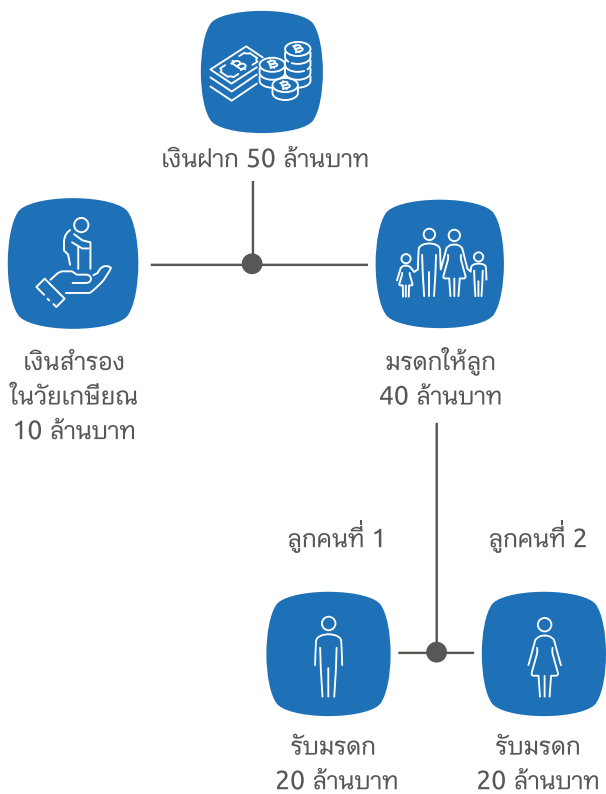 เงินฝาก 50 ล้านบาท
เงินสำรอง
ในวัยเกษียณ
10 ล้านบาท
มรดกให้ลูก
40 ล้านบาท
ลูกคนที่ 1
ลูกคนที่ 2
รับมรดก
20 ล้านบาท
รับมรดก
20 ล้านบาท